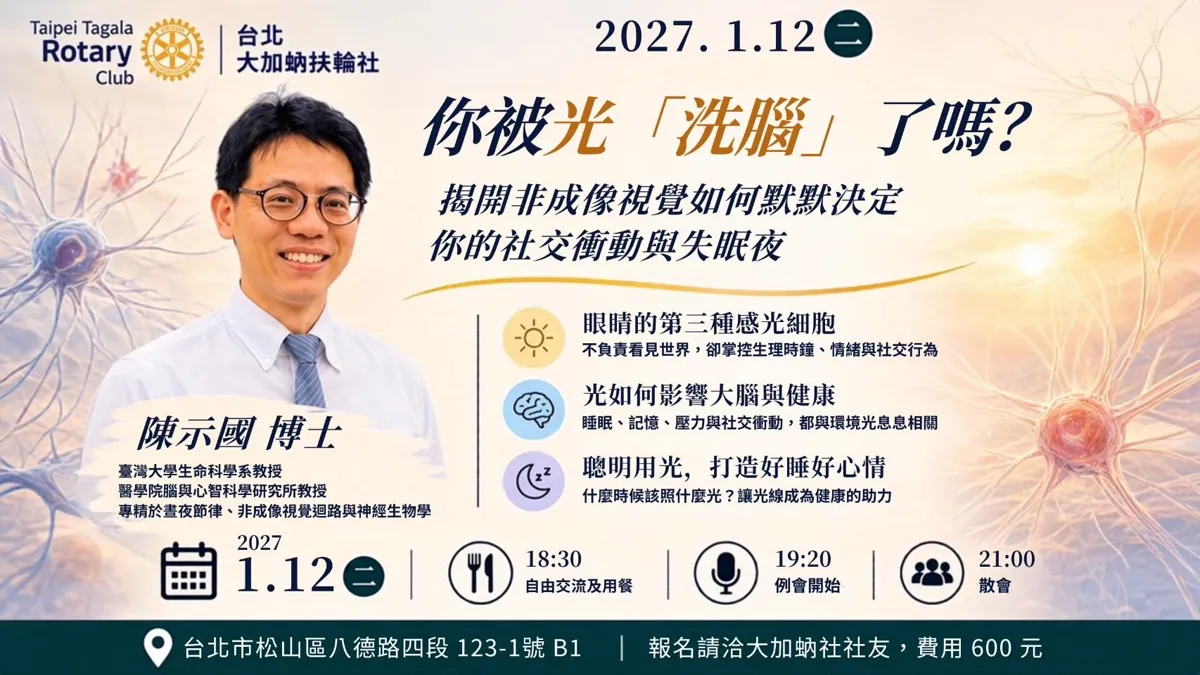 Taipei Tagala
Rotary
Club
台北
大加蚋扶輪社
2027. 1.12 二
你被光「洗腦」了嗎？
揭開非成像視覺如何默默決定
你的社交衝動與失眠夜
眼睛的第三種感光細胞
不負責看見世界，卻掌控生理時鐘、情緒與社交行為
光如何影響大腦與健康
睡眠、記憶、壓力與社交衝動，都與環境光息息相關
聰明用光，打造好睡好心情
什麼時候該照什麼光？讓光線成為健康的助力
陳示國 博士
臺灣大學生命科學系教授
醫學院腦與心智科學研究所教授
專精於晝夜節律、非成像視覺迴路與神經生物學
2027
1.12 二
18:30
自由交流及用餐
19:20
例會開始
21:00
散會
台北市松山區八德路四段 123-1號 B1
報名請洽大加蚋社社友，費用 600 元